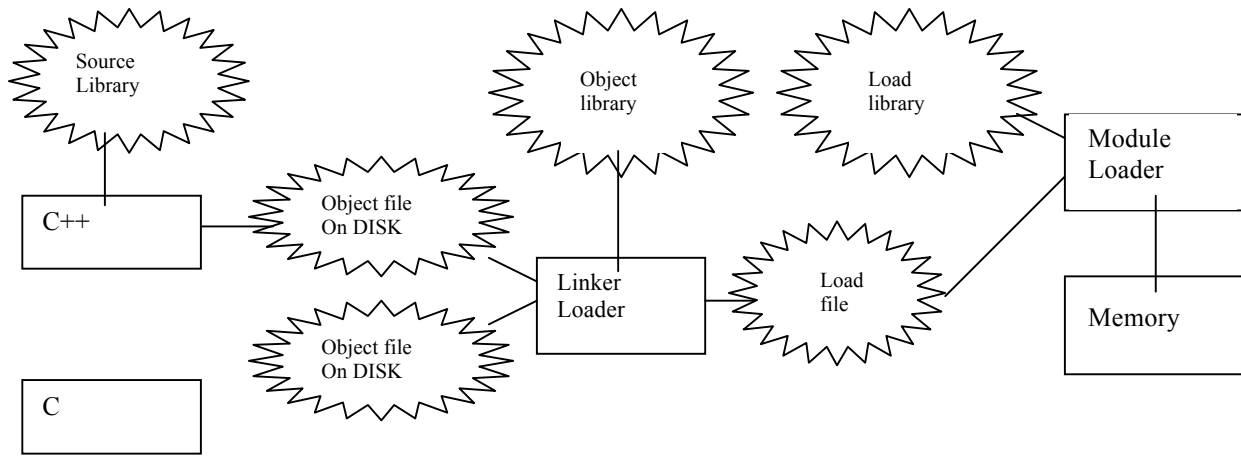 Source
Library
Object
library
Load
library
Module
Loader
C++
Object file
On DISK
Linker
Loader
Load
file
Memory
Object file
On DISK
C